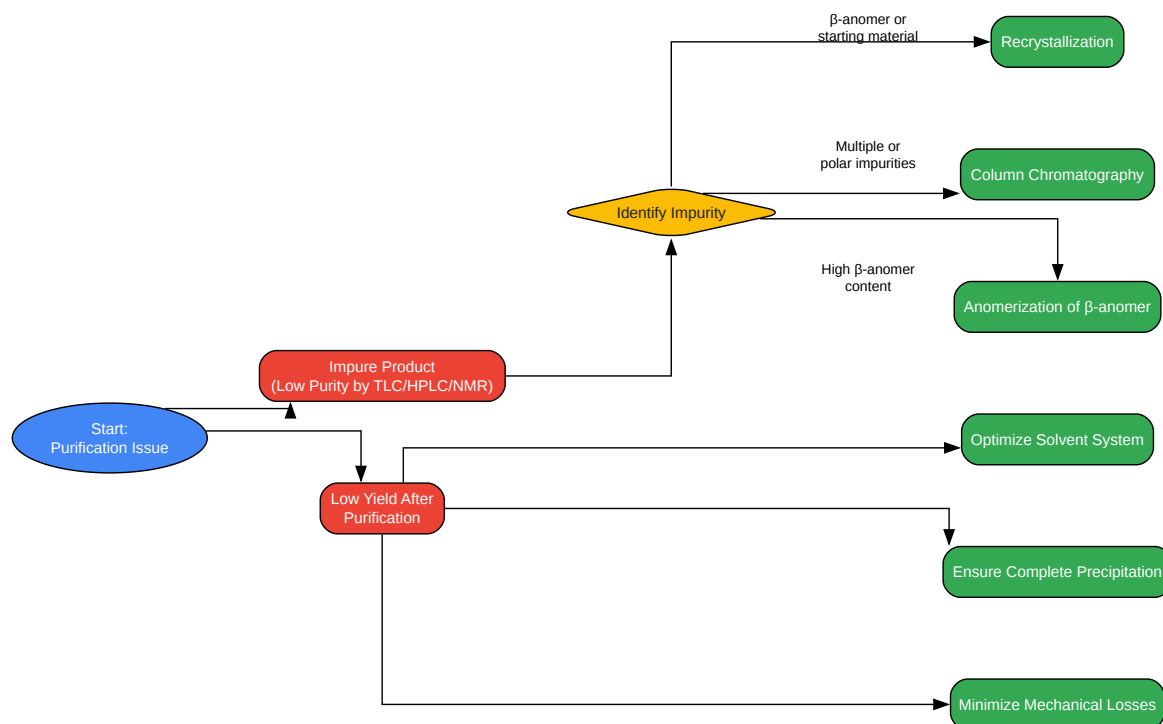 β-anomer or
starting material
Recrystallization
Multiple or
polar impurities
Column Chromatography
Identify Impurity
High β-anomer
content
Anomerization of β-anomer
Impure Product
(Low Purity by TLC/HPLC/NMR)
Start:
Purification Issue
Optimize Solvent System
Low Yield After
Purification
Ensure Complete Precipitation
Minimize Mechanical Losses